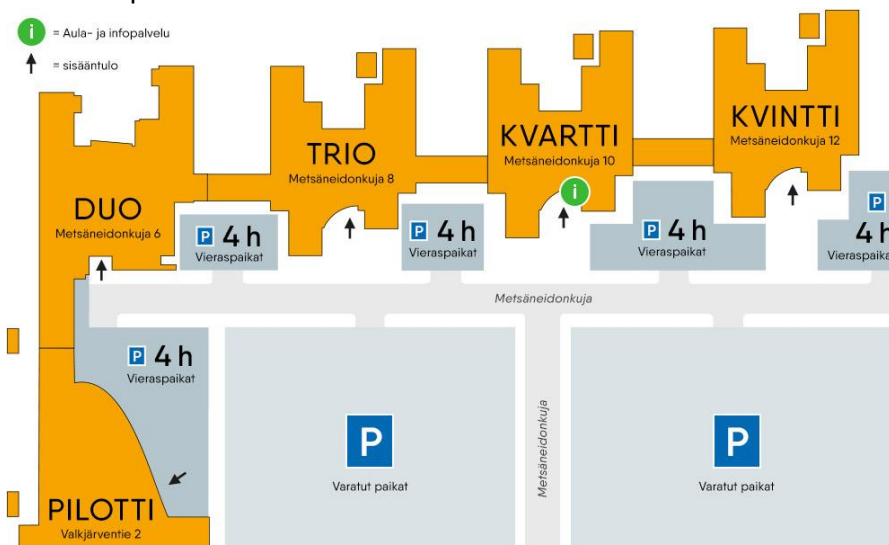 i = Aula- ja infopalvelu
= sisääntulo
DUO
Metsäneidonkuja 6
TRIO
Metsäneidonkuja 8
KVARTTI
Metsäneidonkuja 10
i
KVINTTI
Metsäneidonkuja 12
P 4 h
Vieraspaikat
P 4 h
Vieraspaikat
P 4 h
Vieraspaikat
P
4 h
Metsäneidonkuja
P 4 h
Vieraspaikat
P
Varatut paikat
Metsäneidonkuja
P
Varatut paikat
PILOTTI
Valkjärventie 2